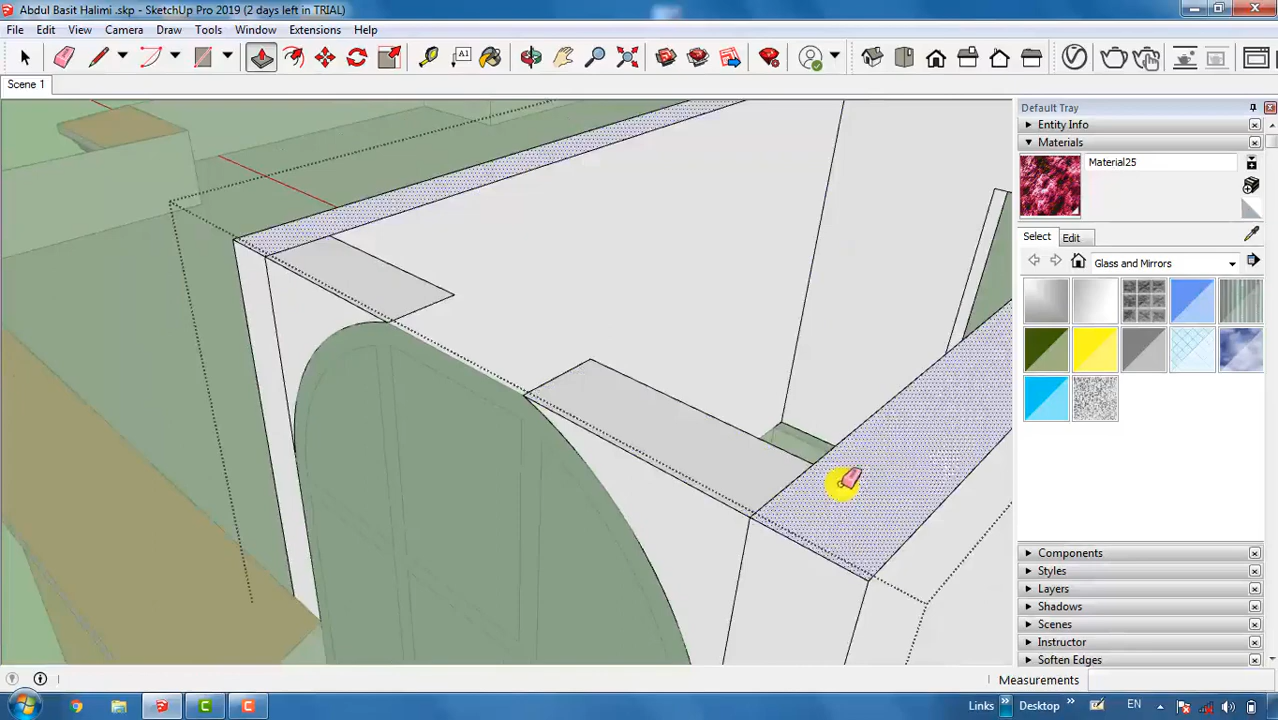 Abdul Basit Halimi .skp - SketchUp Pro 2019 (2 days left in TRIAL)
File Edit View Camera Draw Tools Window Extensions Help
A1
Scene 1
Default Tray
Entity Info
Materials
Material25
Select Edit
Glass and Mirrors
Components
Styles
Layers
Shadows
Scenes
Instructor
Soften Edges
Measurements
Links » Desktop » EN